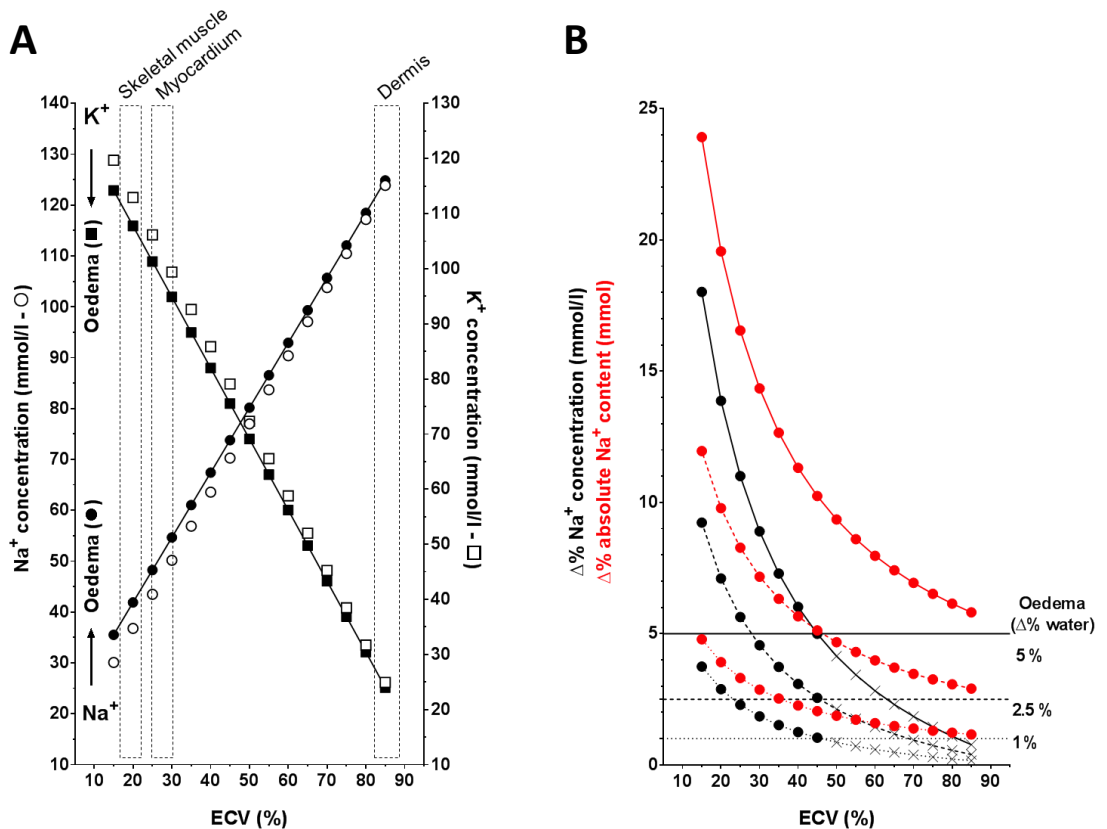 A
Skeletal muscle
Myocardium
Dermis
K⁺
Oedema (■)
Oedema (●)
Na⁺
Na⁺ concentration (mmol/l - ○)
140
130
120
110
100
90
80
70
60
50
40
30
20
10
K⁺ concentration (mmol/l - □)
130
120
110
100
90
80
70
60
50
40
30
20
10
10 20 30 40 50 60 70 80 90
ECV (%)
B
Δ% Na⁺ concentration (mmol/l)
Δ% absolute Na⁺ content (mmol)
25
20
15
10
5
0
Oedema
(Δ% water)
5 %
2.5 %
1 %
10 20 30 40 50 60 70 80 90
ECV (%)